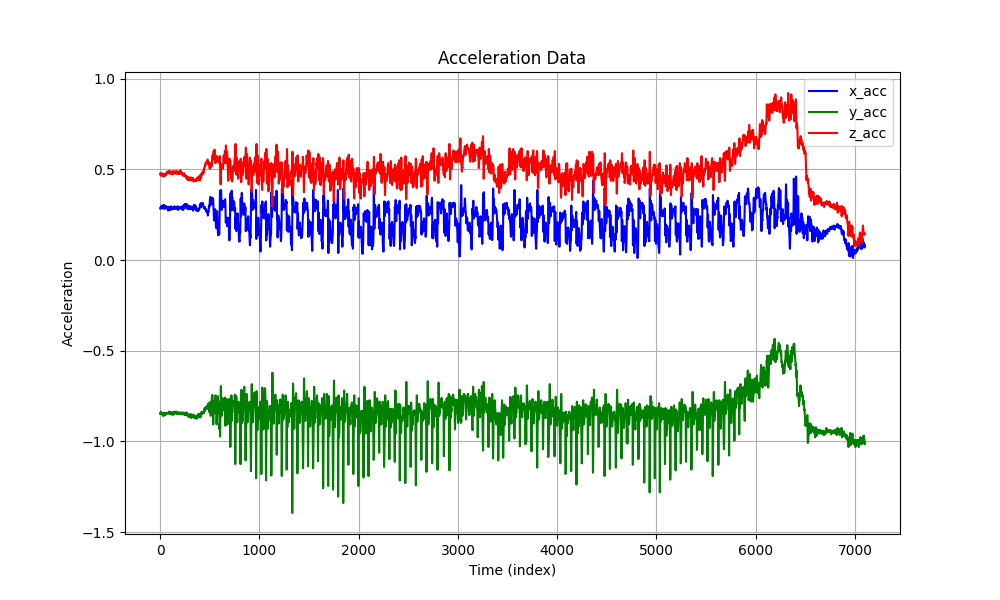 Acceleration Data
x_acc
y_acc
z_acc
Acceleration
1.0
0.5
0.0
−0.5
−1.0
−1.5
0 1000 2000 3000 4000 5000 6000 7000
Time (index)